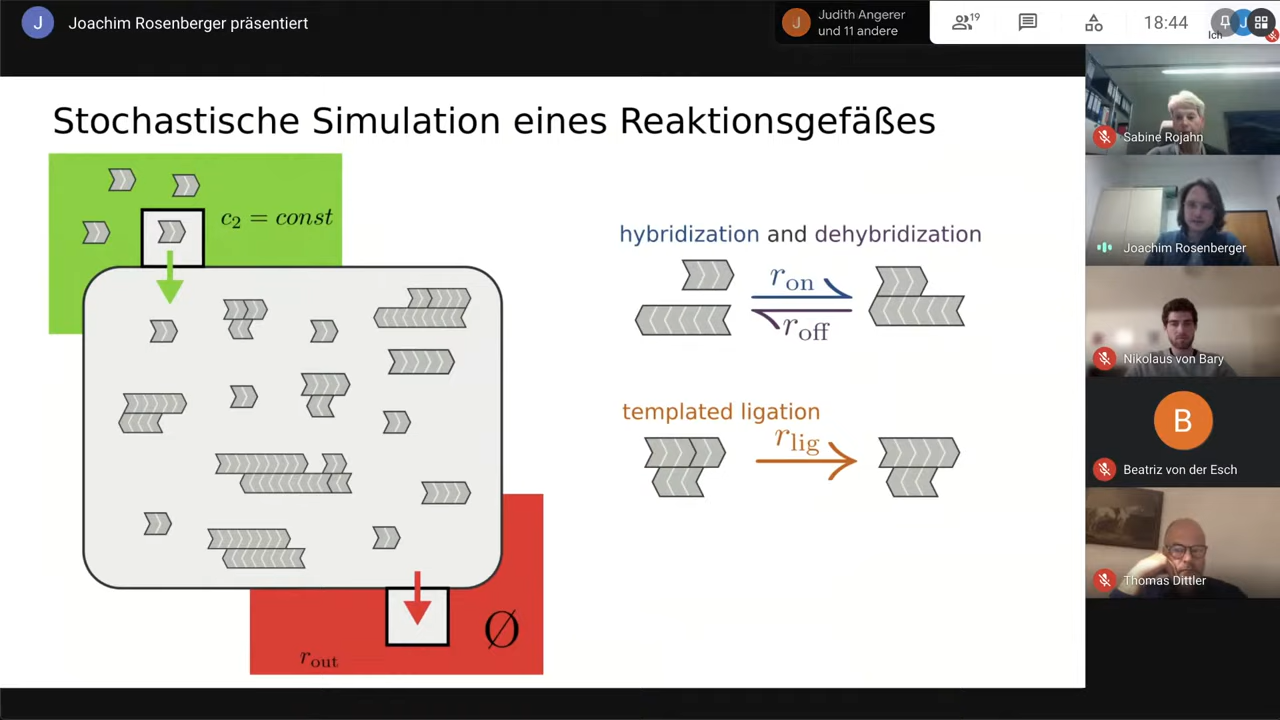 J
Joachim Rosenberger präsentiert
J
Judith Angerer
und 11 andere
19
18:44
J
Ich
Stochastische Simulation eines Reaktionsgefäßes
c₂ = const
hybridization and dehybridization
r_on
r_off
templated ligation
r_lig
Ø
r_out
Sabine Rojahn
Joachim Rosenberger
Nikolaus von Bary
B
Beatriz von der Esch
Thomas Dittler